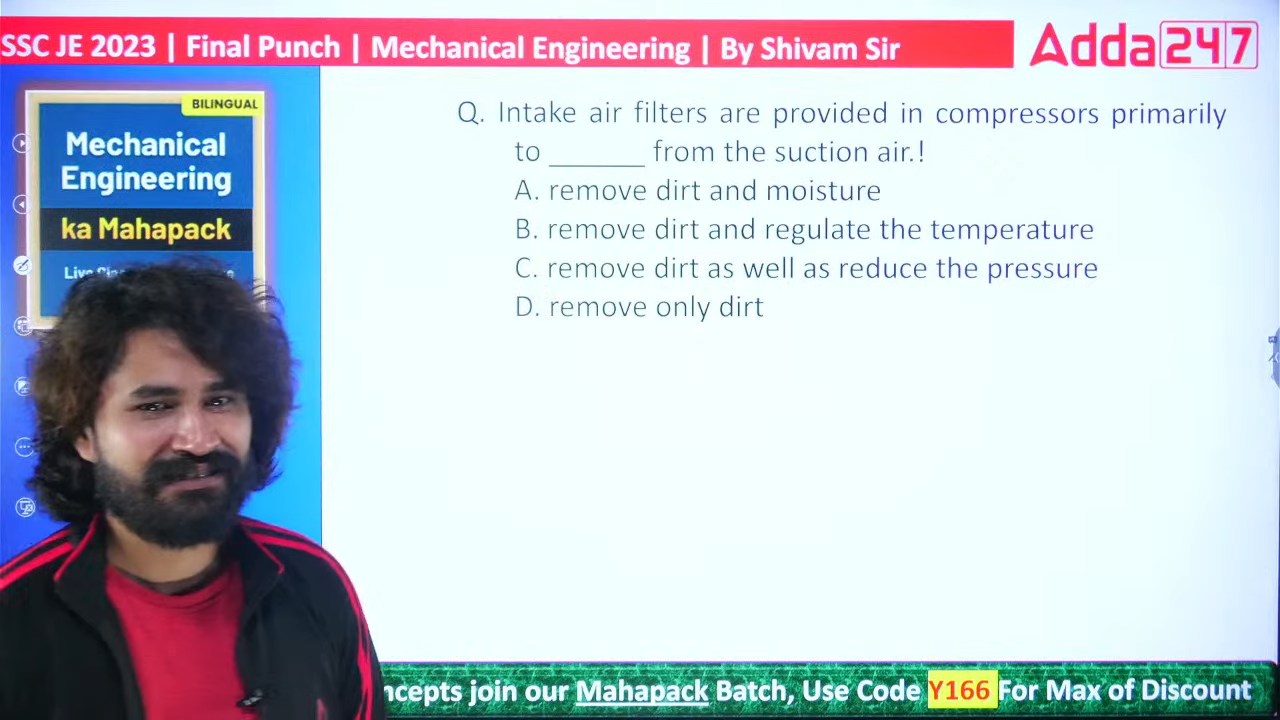 SSC JE 2023 | Final Punch | Mechanical Engineering | By Shivam Sir
Adda247
BILINGUAL
Mechanical
Engineering
ka Mahapack
Q. Intake air filters are provided in compressors primarily
to ______ from the suction air.!
A. remove dirt and moisture
B. remove dirt and regulate the temperature
C. remove dirt as well as reduce the pressure
D. remove only dirt
join our Mahapack Batch, Use Code Y166 For Max of Discount